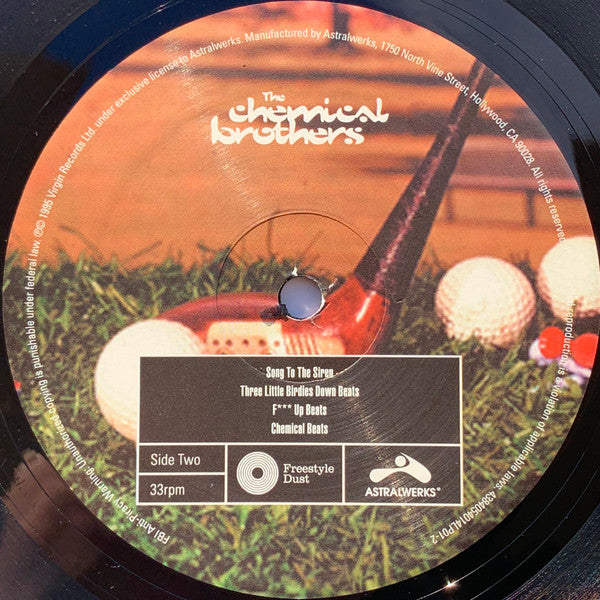 The
chemical
brothers
℗© 1995 Virgin Records Ltd. under exclusive license to Astralwerks. Manufactured by Astralwerks, 1750 North Vine Street, Hollywood, CA 90028. All rights reserved.
reproduction is a violation of applicable laws. 4384054014LP01-2
FBI Anti-Piracy Warning: Unauthorized copying is punishable under federal law.
Song To The Siren
Three Little Birdies Down Beats
F*** Up Beats
Chemical Beats
Side Two
33rpm
Freestyle
Dust
ASTRALWERKS®